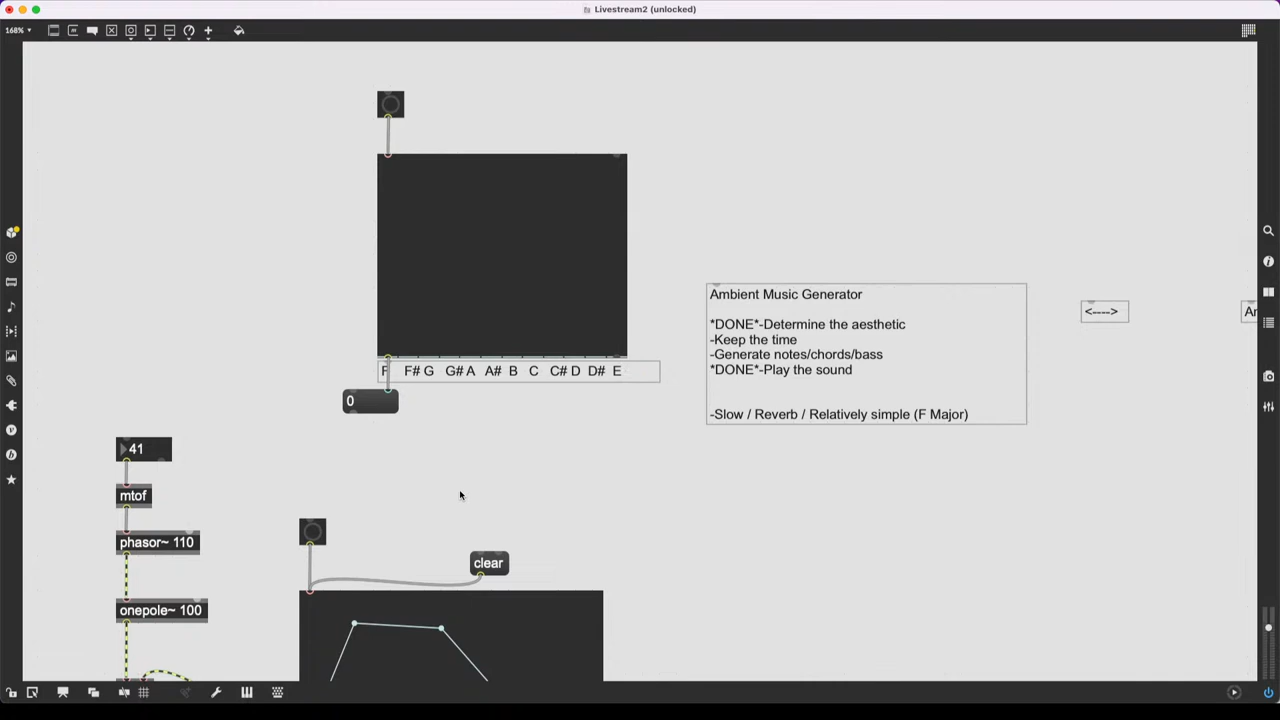 Livestream2 (unlocked)
168%
F F# G G# A A# B C C# D D# E
0
Ambient Music Generator
*DONE*-Determine the aesthetic
-Keep the time
-Generate notes/chords/bass
*DONE*-Play the sound
-Slow / Reverb / Relatively simple (F Major)
<---->
41
mtof
phasor~ 110
onepole~ 100
clear